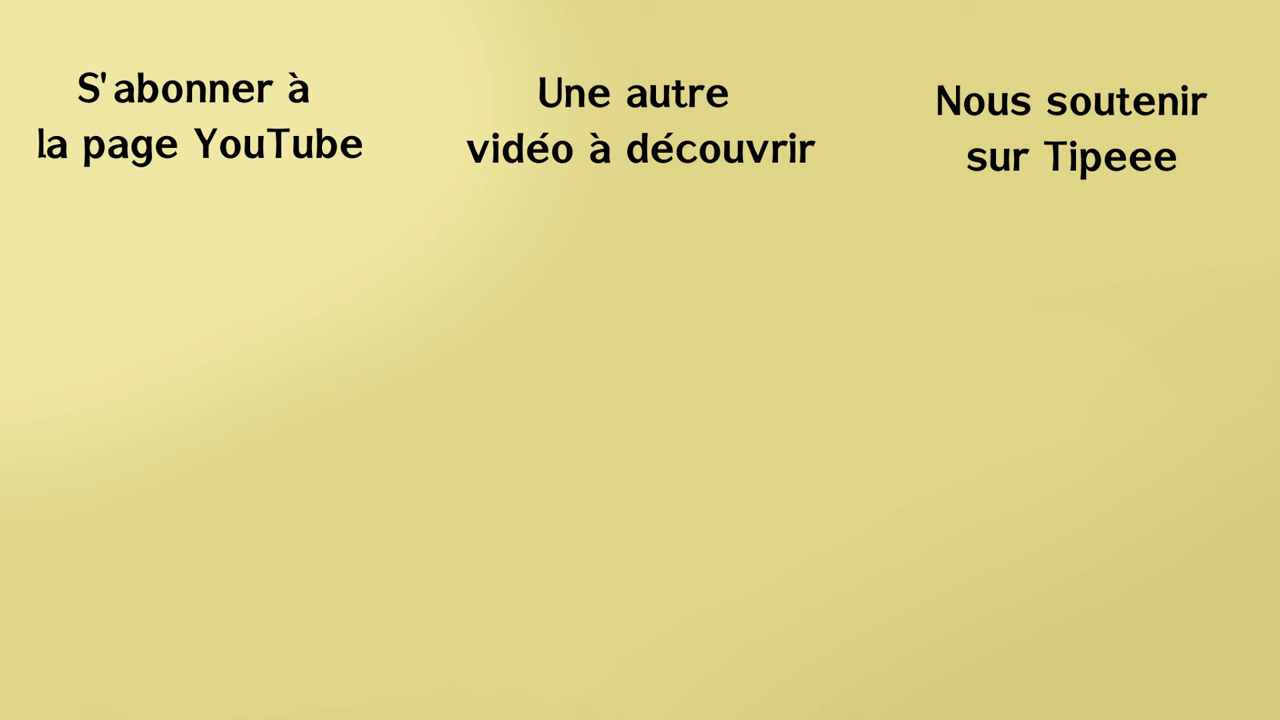 S'abonner à
la page YouTube
Une autre
vidéo à découvrir
Nous soutenir
sur Tipeee